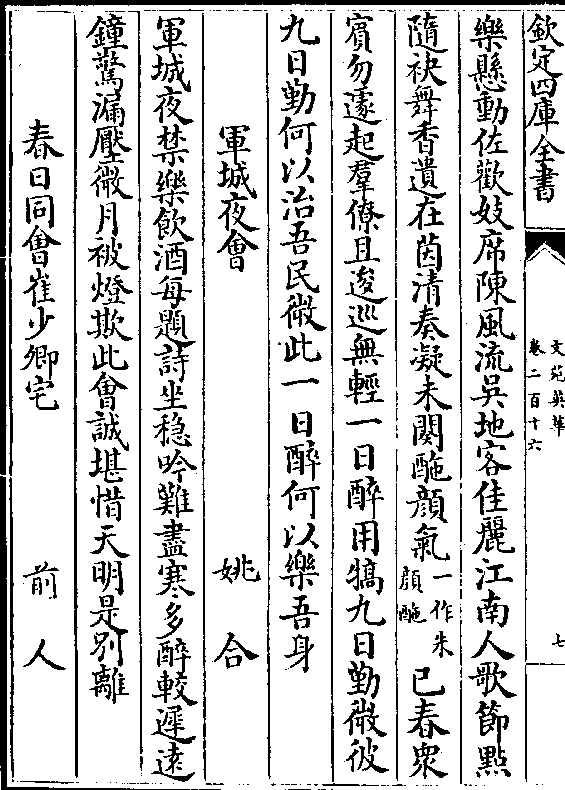 欽定四庫全書
文苑英華
卷二百十六
七
樂懸動佐歡妓席陳風流吳地客佳麗江南人歌節點
隨袂舞香遺在茵清奏凝未闋酡顏氣一作朱顏酡已春衆
賓勿遽起羣僚且逡巡無輕一日醉用犒九日勤微彼
九日勤何以治吾民微此一日醉何以樂吾身
軍城夜會 姚合
軍城夜禁樂飲酒每題詩坐穏吟難盡寒多醉較遲遠
鐘驚漏壓微月被燈欺此會誠堪惜天明是別離
春日同會崔少卿宅 前人